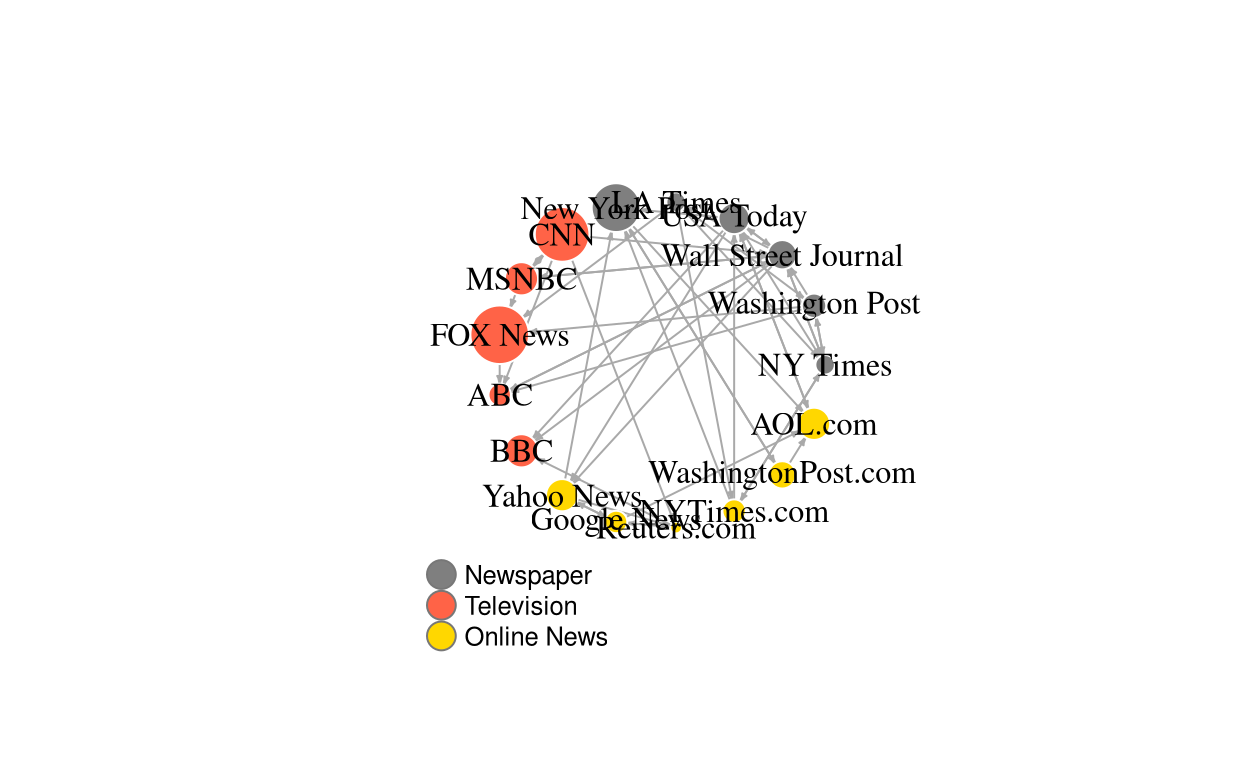 LA Times
New York Post
USA Today
CNN
Wall Street Journal
MSNBC
Washington Post
FOX News
NY Times
ABC
AOL.com
BBC
WashingtonPost.com
Yahoo News
NYTimes.com
Google News
Reuters.com
Newspaper
Television
Online News